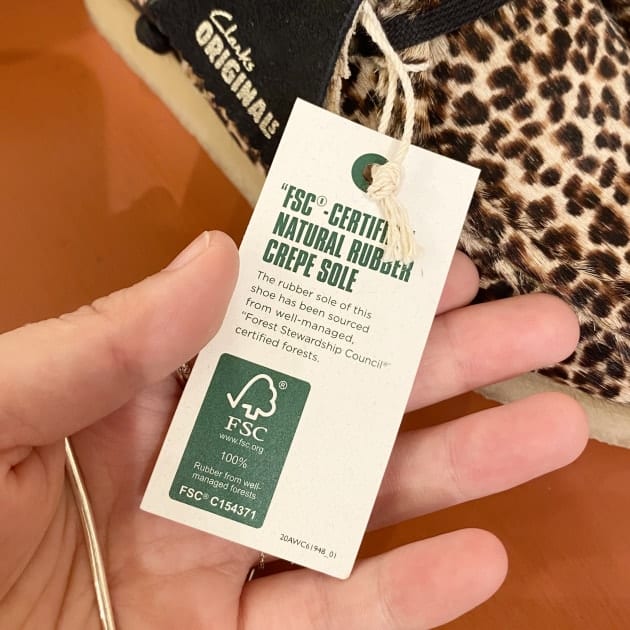 Clarks
ORIGINALS
"FSC®-CERTIFI
NATURAL RUBBER
CREPE SOLE
The rubber sole of this
shoe has been sourced
from well-managed,
"Forest Stewardship Council®"
certified forests.
®
FSC
www.fsc.org
100%
Rubber from well-
managed forests
FSC® C154371
20AWC61948_01